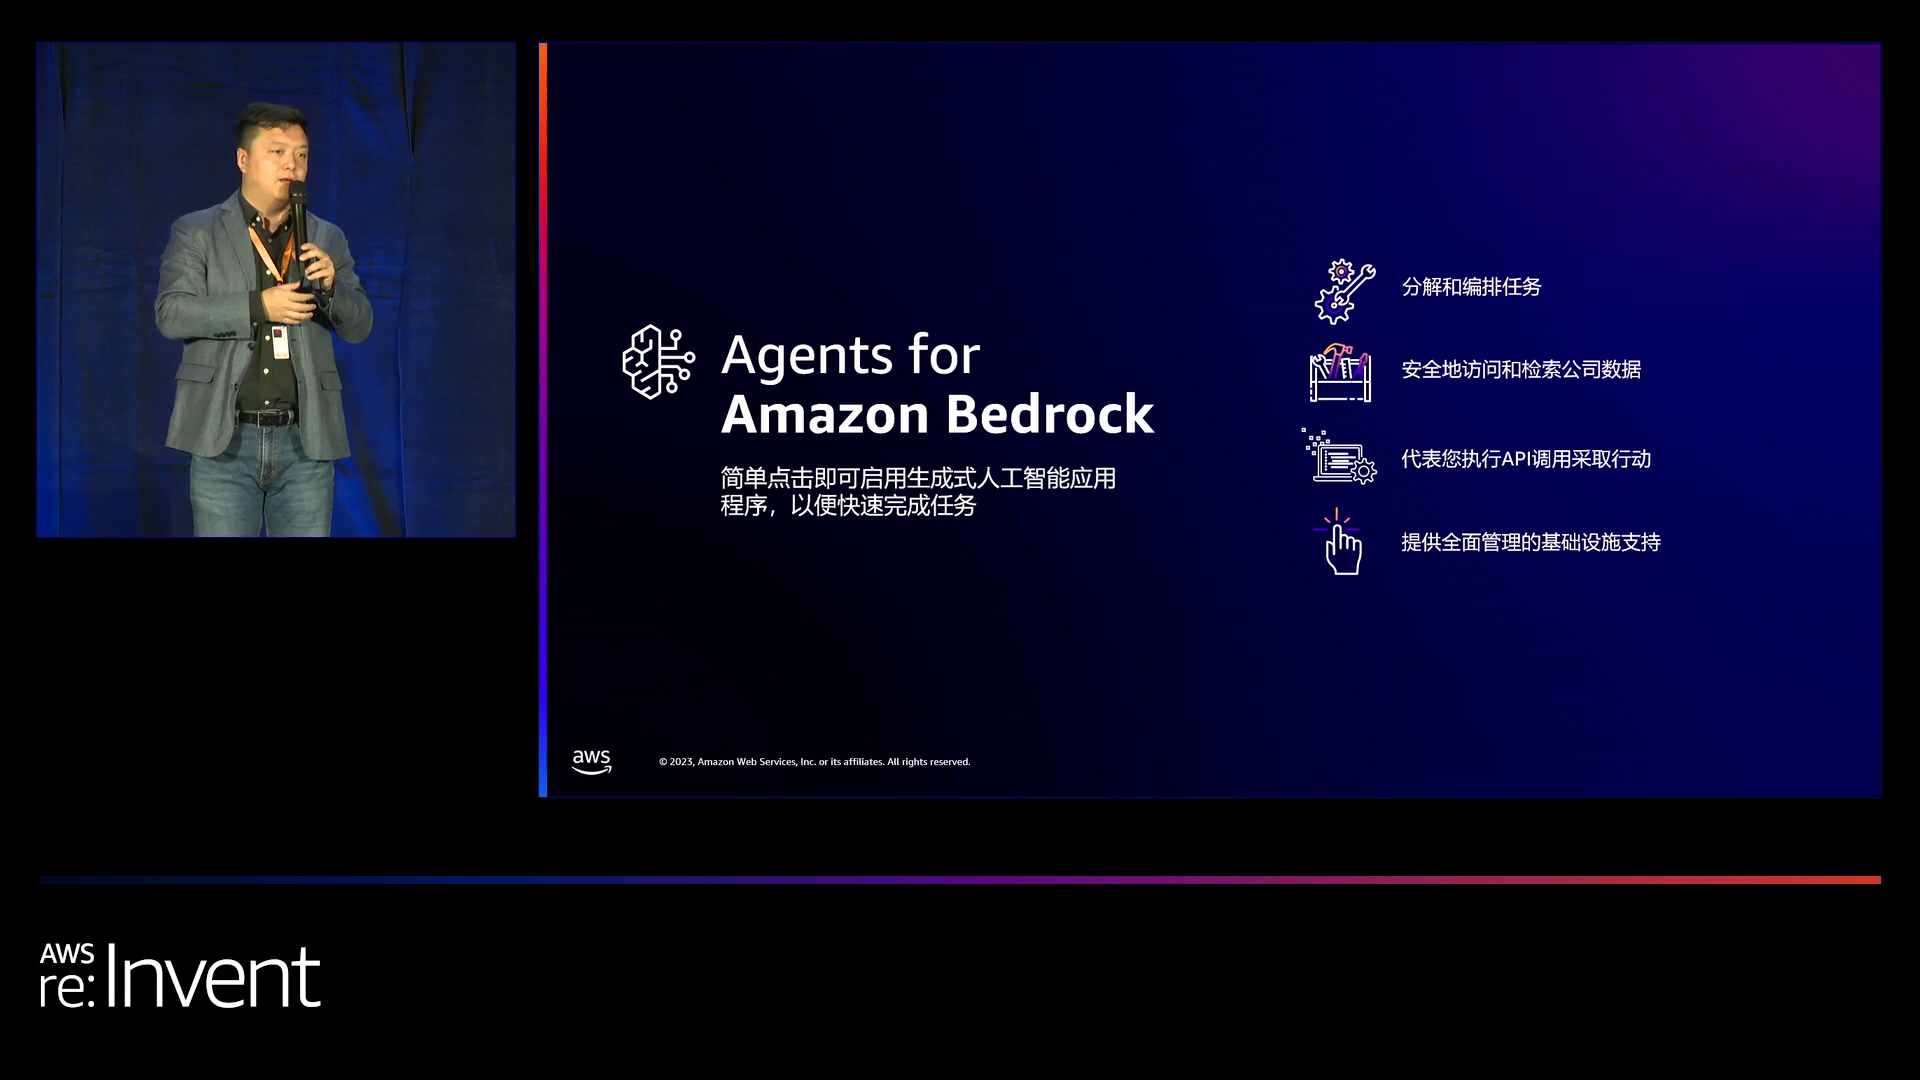 Agents for
Amazon Bedrock
简单点击即可启用生成式人工智能应用
程序，以便快速完成任务
分解和编排任务
安全地访问和检索公司数据
代表您执行API调用采取行动
提供全面管理的基础设施支持
aws
© 2023, Amazon Web Services, Inc. or its affiliates. All rights reserved.
AWS
re:Invent